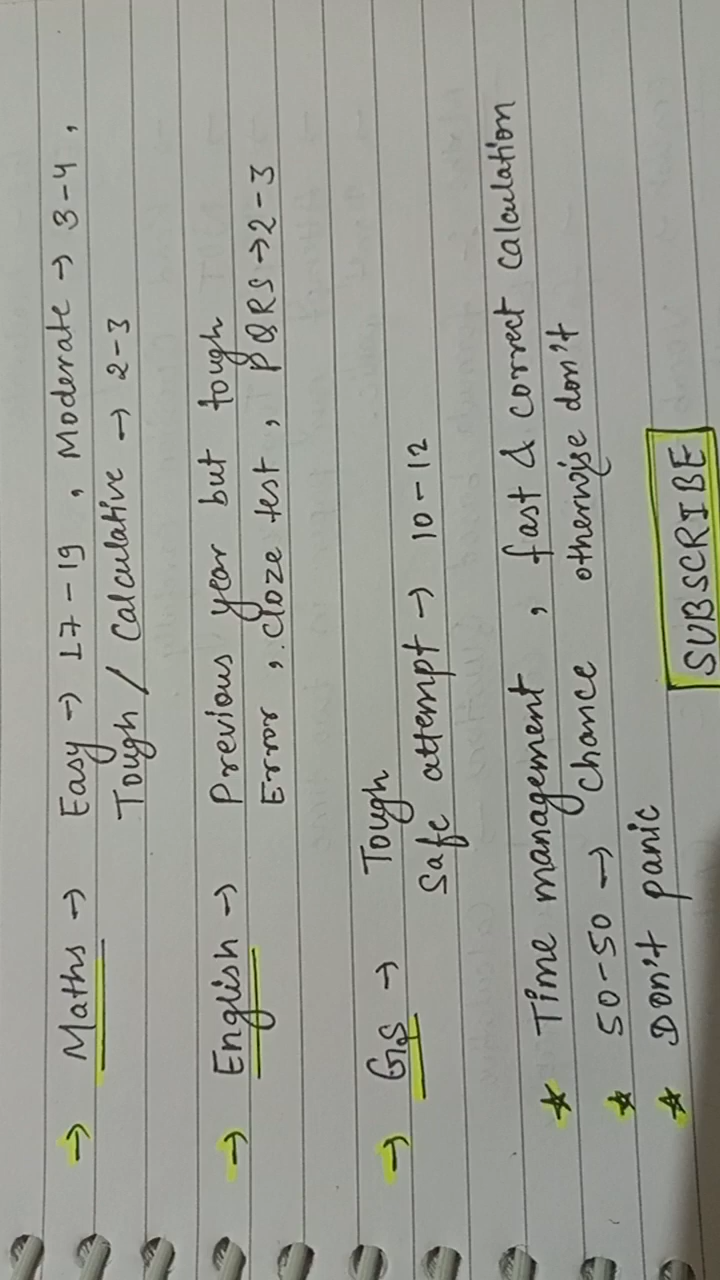 → Maths → Easy → 17-19 , Moderate → 3-4 ,
Tough / Calculative → 2-3
→ English → Previous year but tough
Error , Cloze test , PQRS → 2-3
→ GS → Tough
Safe attempt → 10-12
★ Time management , fast & correct calculation
★ 50-50 → chance otherwise don't
★ Don't panic
SUBSCRIBE